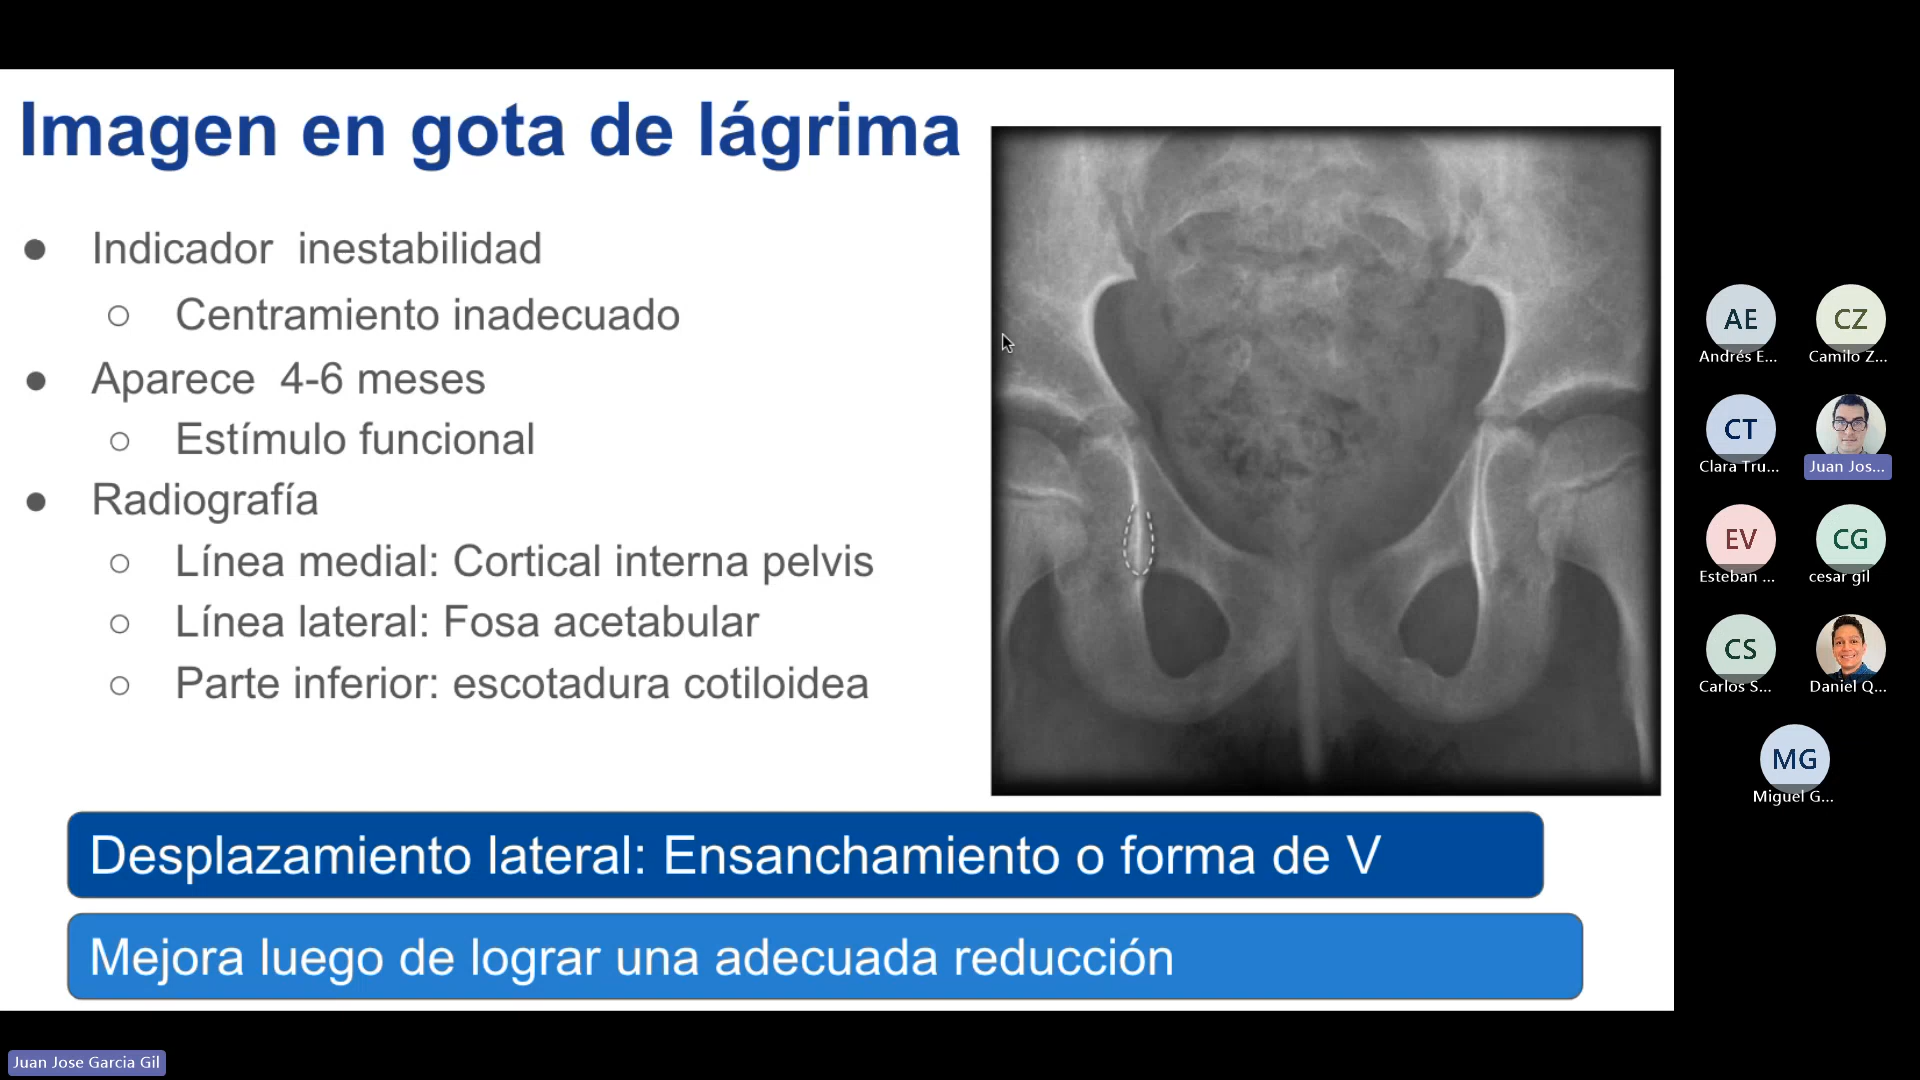 Imagen en gota de lágrima
Indicador inestabilidad
Centramiento inadecuado
Aparece 4-6 meses
Estímulo funcional
Radiografía
Línea medial: Cortical interna pelvis
Línea lateral: Fosa acetabular
Parte inferior: escotadura cotiloidea
Desplazamiento lateral: Ensanchamiento o forma de V
Mejora luego de lograr una adecuada reducción
AE
Andrés E...
CZ
Camilo Z...
CT
Clara Tru...
Juan Jos...
EV
Esteban ...
CG
cesar gil
CS
Carlos S...
Daniel Q...
MG
Miguel G...
Juan Jose Garcia Gil